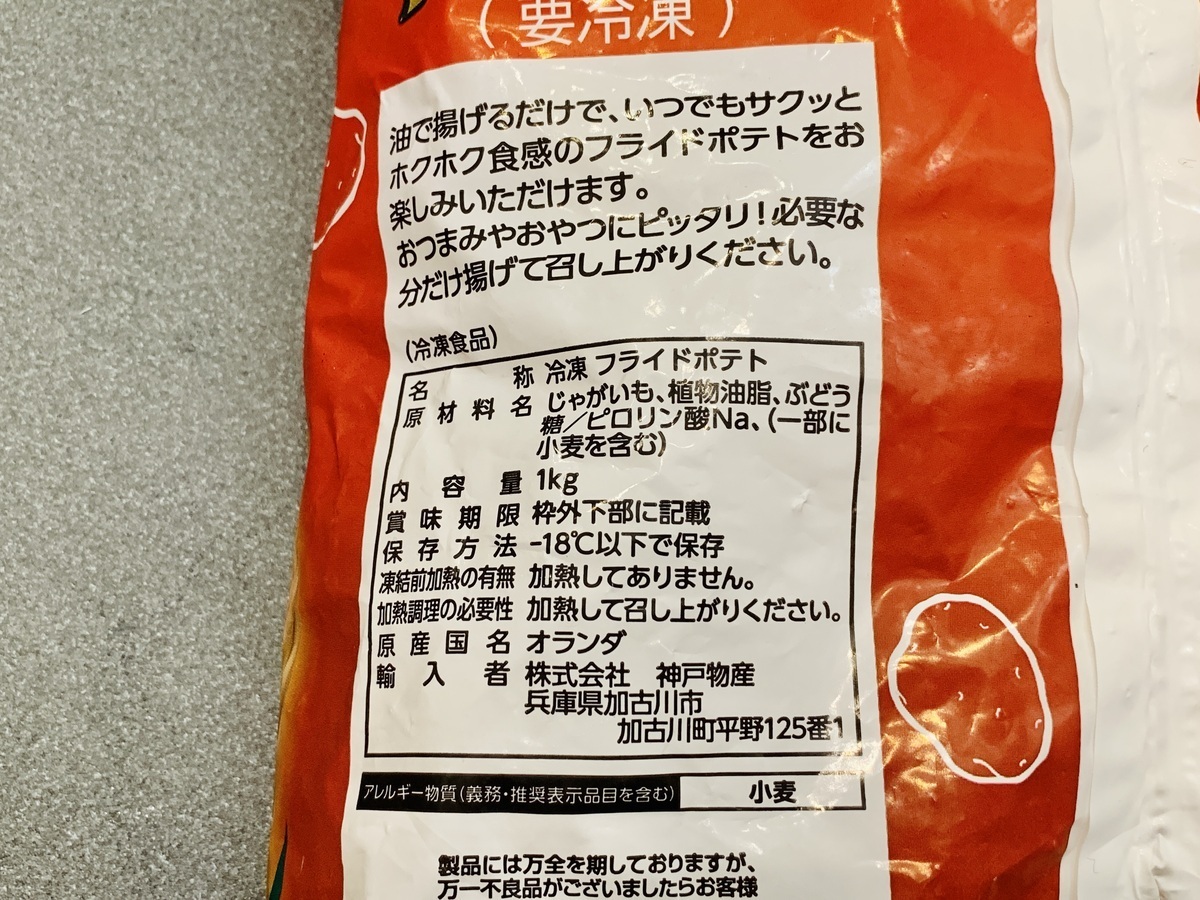 (要冷凍)
油で揚げるだけで、いつでもサクッと
ホクホク食感のフライドポテトをお
楽しみいただけます。
おつまみやおやつにピッタリ!必要な
分だけ揚げて召し上がりください。
(冷凍食品)
名称 冷凍 フライドポテト
原材料名 じゃがいも、植物油脂、ぶどう
糖/ピロリン酸Na、(一部に
小麦を含む)
内容量 1kg
賞味期限 枠外下部に記載
保存方法 -18℃以下で保存
凍結前加熱の有無 加熱してありません。
加熱調理の必要性 加熱して召し上がりください。
原産国名 オランダ
輸入者 株式会社 神戸物産
兵庫県加古川市
加古川町平野125番1
アレルギー物質(義務・推奨表示品目を含む) 小麦
製品には万全を期しておりますが、
万一不良品がございましたらお客様